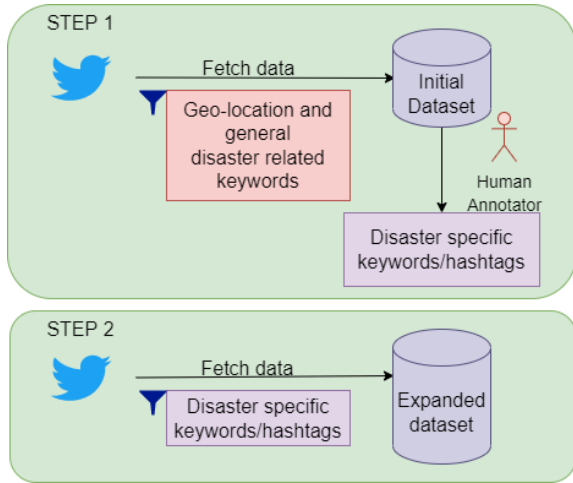 STEP 1
Fetch data
Geo-location and
general
disaster related
keywords
Initial
Dataset
Human
Annotator
Disaster specific
keywords/hashtags
STEP 2
Fetch data
Disaster specific
keywords/hashtags
Expanded
dataset